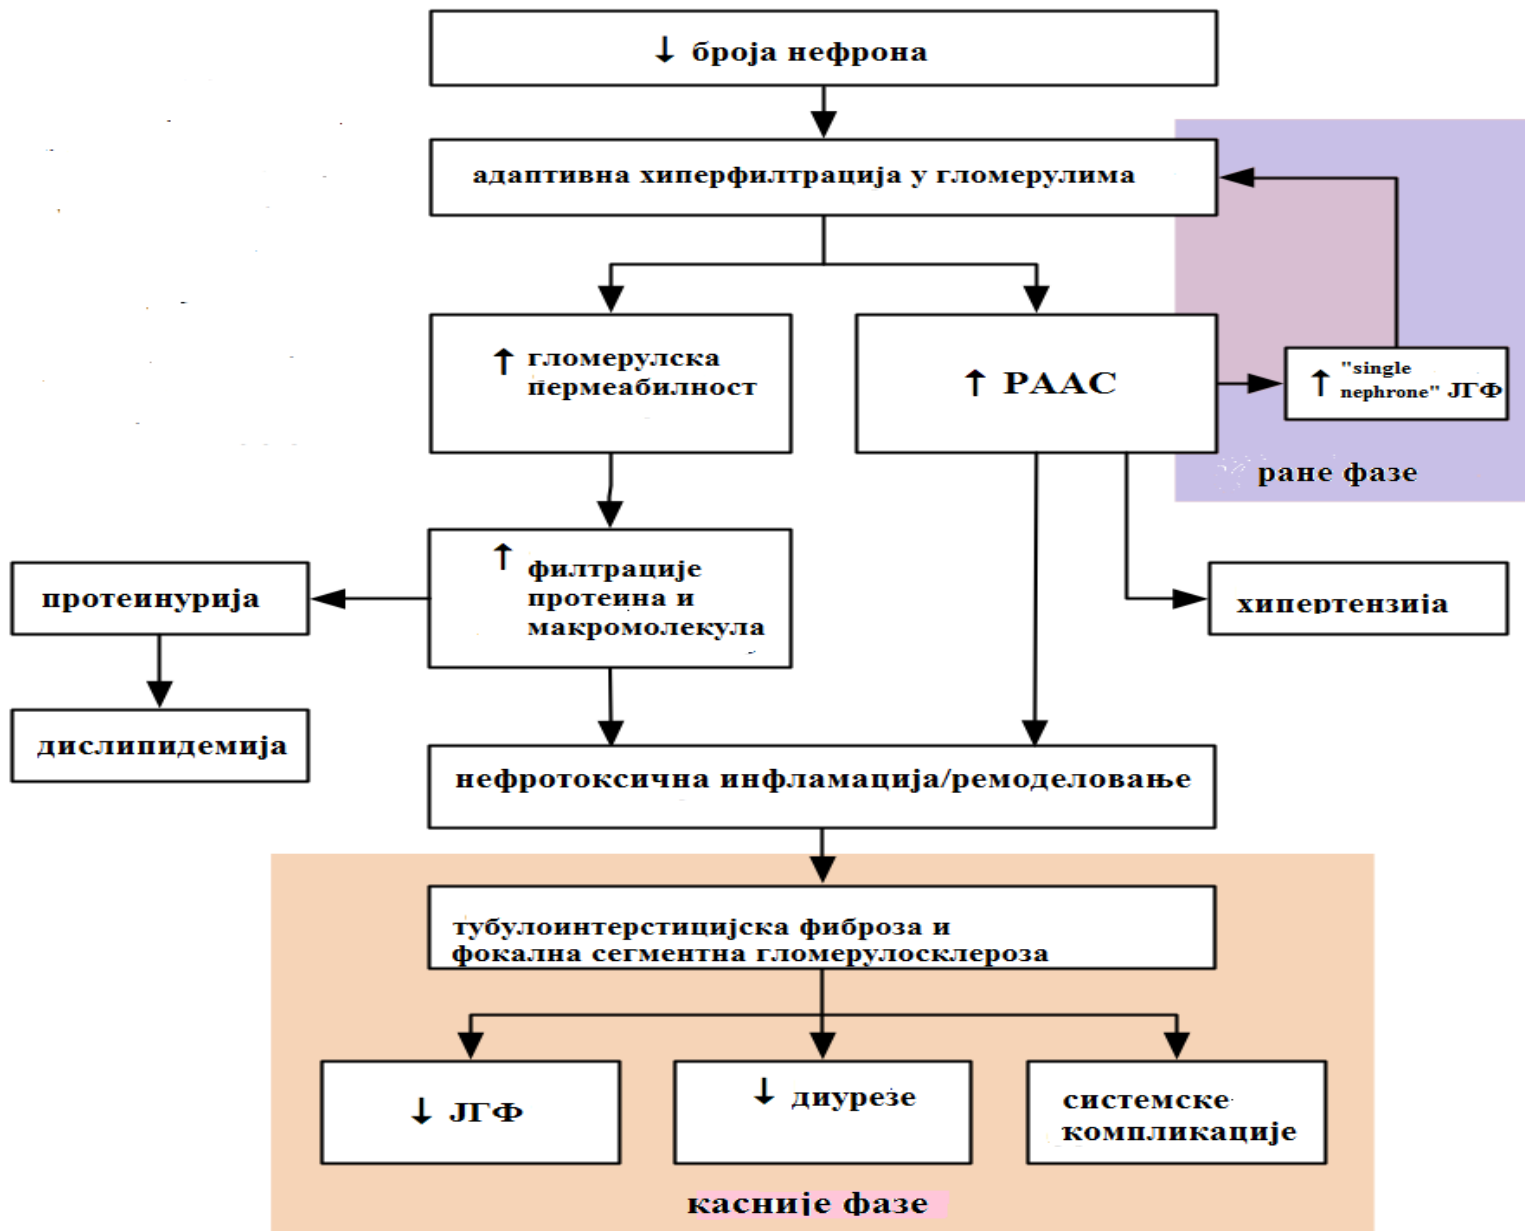 ↓ броја нефрона
адаптивна хиперфилтрација у гломерулима
↑ гломерулска
пермеабилност
↑ РААС
↑ "single
nephrone" ЈГФ
ране фазе
↑ филтрације
протеина и
макромолекула
протеинурија
хипертензија
дислипидемија
нефротоксична инфламација/ремоделовање
тубулоинтерстицијска фиброза и
фокална сегментна гломерулосклероза
↓ ЈГФ
↓ диурезе
системске
компликације
касније фазе